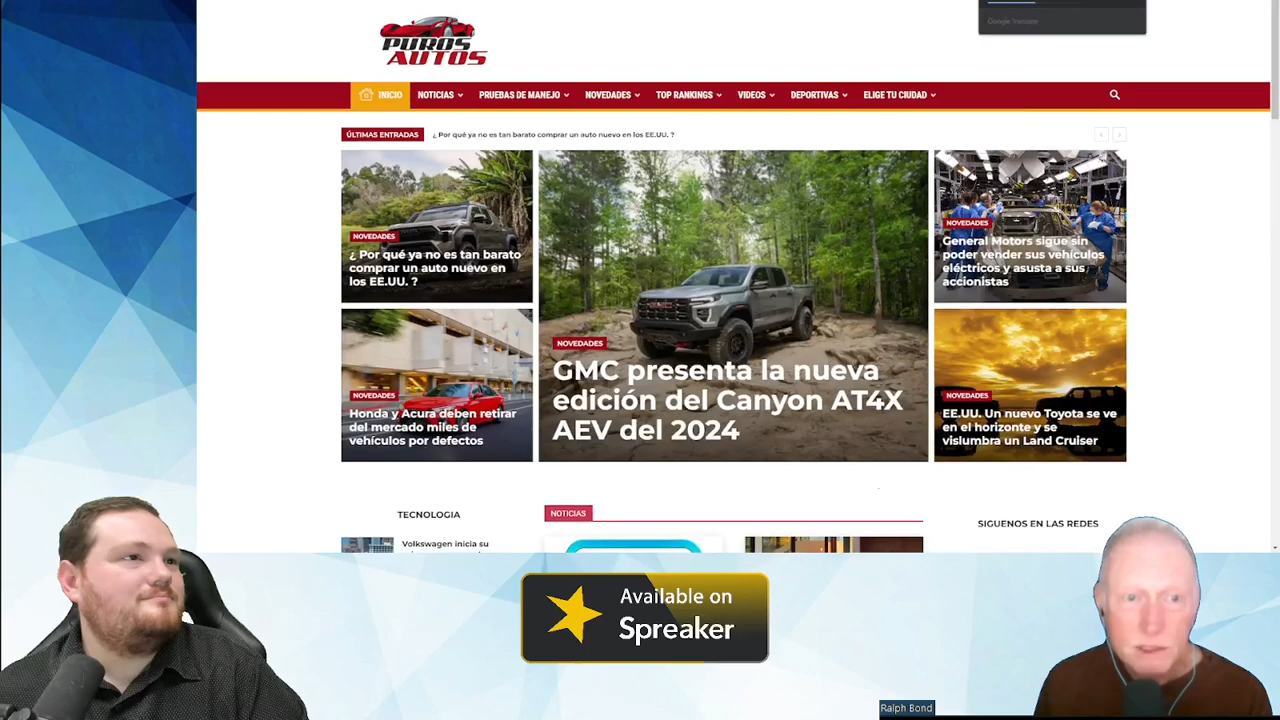 Google Translate
PUROS
AUTOS
INICIO
NOTICIAS
PRUEBAS DE MANEJO
NOVEDADES
TOP RANKINGS
VIDEOS
DEPORTIVAS
ELIGE TU CIUDAD
ÚLTIMAS ENTRADAS
¿ Por qué ya no es tan barato comprar un auto nuevo en los EE.UU. ?
NOVEDADES
¿ Por qué ya no es tan barato
comprar un auto nuevo en
los EE.UU. ?
NOVEDADES
Honda y Acura deben retirar
del mercado miles de
vehículos por defectos
NOVEDADES
GMC presenta la nueva
edición del Canyon AT4X
AEV del 2024
NOVEDADES
General Motors sigue sin
poder vender sus vehículos
eléctricos y asusta a sus
accionistas
NOVEDADES
EE.UU. Un nuevo Toyota se ve
en el horizonte y se
vislumbra un Land Cruiser
TECNOLOGIA
Volkswagen inicia su
NOTICIAS
SIGUENOS EN LAS REDES
Available on
Spreaker
Ralph Bond